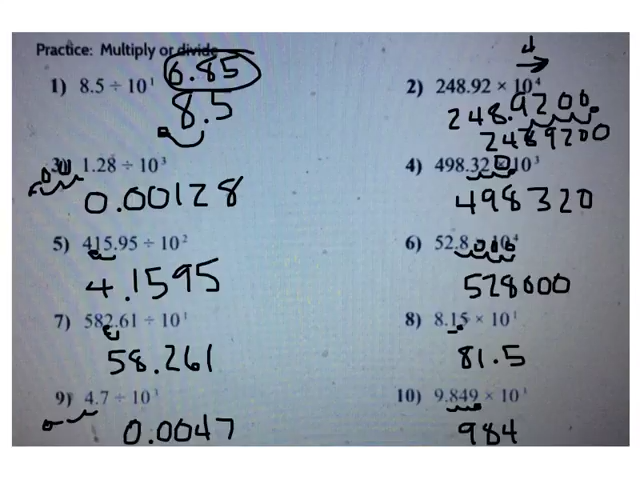 Practice: Multiply or divide
6.85
4
1) 8.5 ÷ 10¹
8.5
2) 248.92 × 10⁴
248.9200
2489200
3) 1.28 ÷ 10³
0.00128
4) 498.32 × 10³
498320
5) 415.95 ÷ 10²
4.1595
6) 52.8 × 10⁴
528000
7) 582.61 ÷ 10¹
58.261
8) 8.15 × 10¹
81.5
9) 4.7 ÷ 10³
0.0047
10) 9.849 × 10³
984